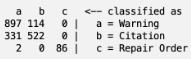 a b c <-- classified as
897 114 0 | a = Warning
331 522 0 | b = Citation
2 0 86 | c = Repair Order